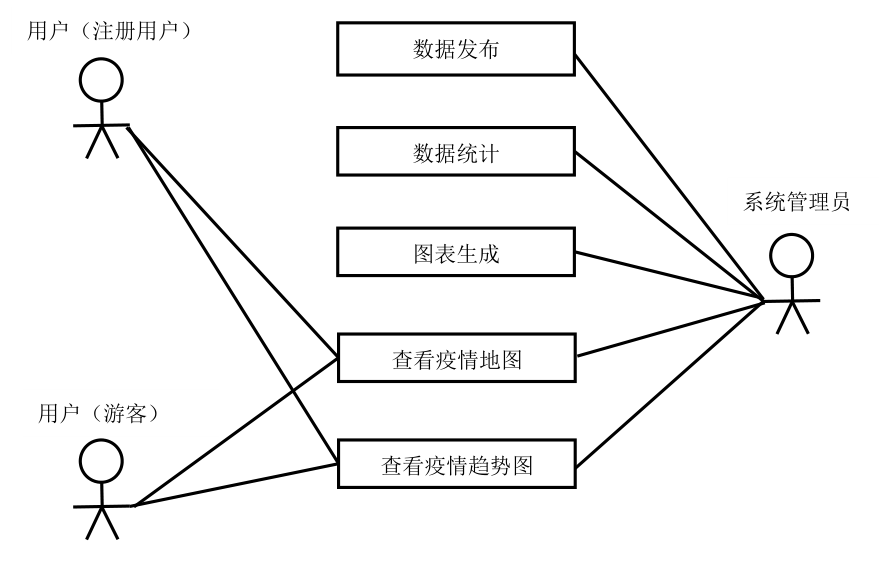 用户（注册用户）
数据发布
数据统计
系统管理员
图表生成
查看疫情地图
用户（游客）
查看疫情趋势图